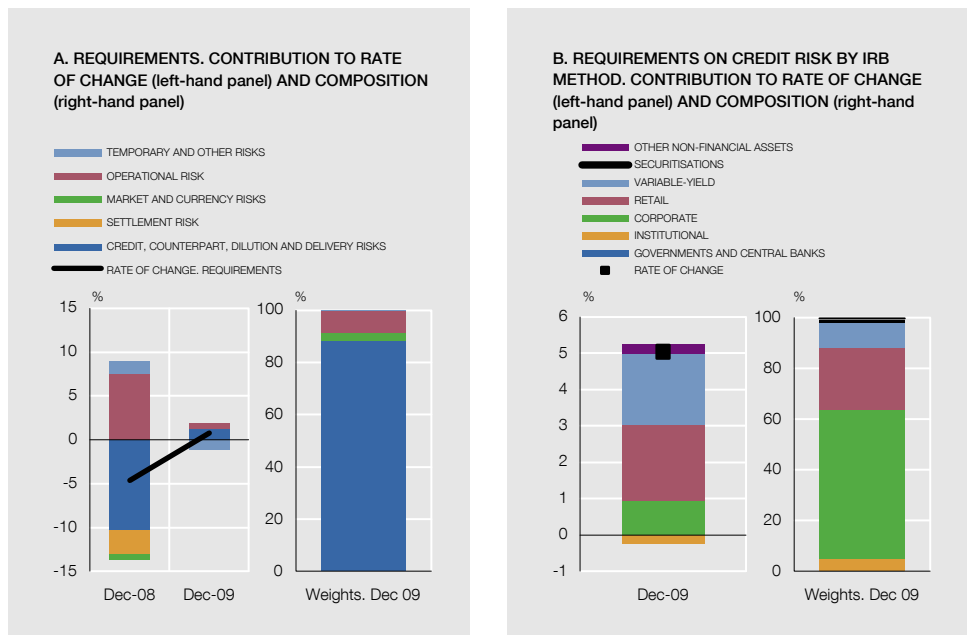 A. REQUIREMENTS. CONTRIBUTION TO RATE
OF CHANGE (left-hand panel) AND COMPOSITION
(right-hand panel)
TEMPORARY AND OTHER RISKS
OPERATIONAL RISK
MARKET AND CURRENCY RISKS
SETTLEMENT RISK
CREDIT, COUNTERPART, DILUTION AND DELIVERY RISKS
RATE OF CHANGE. REQUIREMENTS
%
15
10
5
0
-5
-10
-15
Dec-08 Dec-09
%
100
80
60
40
20
0
Weights. Dec 09
B. REQUIREMENTS ON CREDIT RISK BY IRB
METHOD. CONTRIBUTION TO RATE OF CHANGE
(left-hand panel) AND COMPOSITION (right-hand
panel)
OTHER NON-FINANCIAL ASSETS
SECURITISATIONS
VARIABLE-YIELD
RETAIL
CORPORATE
INSTITUTIONAL
GOVERNMENTS AND CENTRAL BANKS
RATE OF CHANGE
%
6
5
4
3
2
1
0
-1
Dec-09
%
100
80
60
40
20
0
Weights. Dec 09